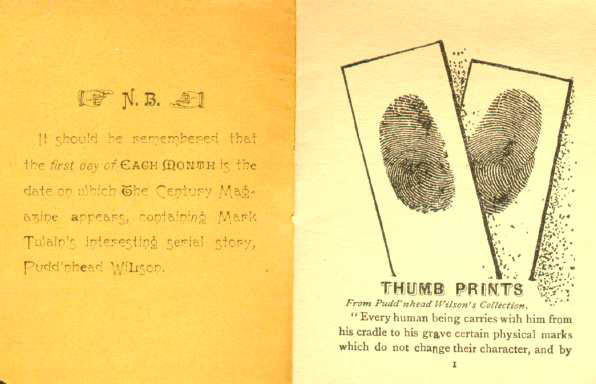 N. B.
It should be remembered that
the first day of EACH MONTH is the
date on which The Century Mag-
azine appears, containing Mark
Twain's interesting serial story,
Pudd'nhead Wilson.
THUMB PRINTS
From Pudd'nhead Wilson's Collection.
"Every human being carries with him from
his cradle to his grave certain physical marks
which do not change their character, and by
1